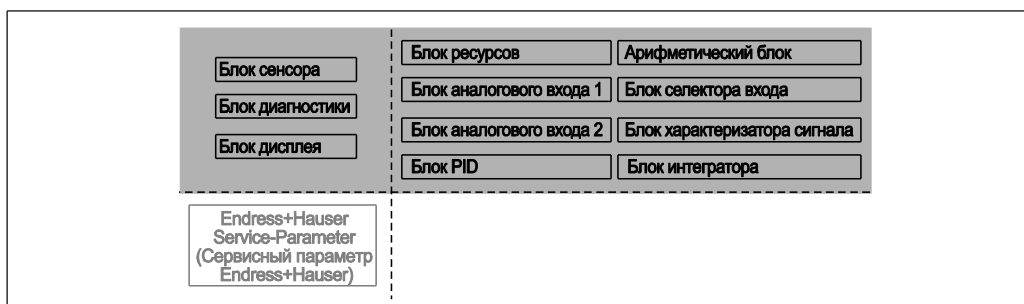 Блок сенсора
Блок диагностики
Блок дисплея
Блок ресурсов
Блок аналогового входа 1
Блок аналогового входа 2
Блок PID
Арифметический блок
Блок селектора входа
Блок характеризатора сигнала
Блок интегратора
Endress+Hauser
Service-Parameter
(Сервисный параметр
Endress+Hauser)